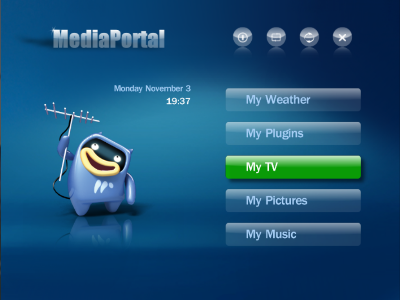 MediaPortal
Monday November 3
19:37
My Weather
My Plugins
My TV
My Pictures
My Music